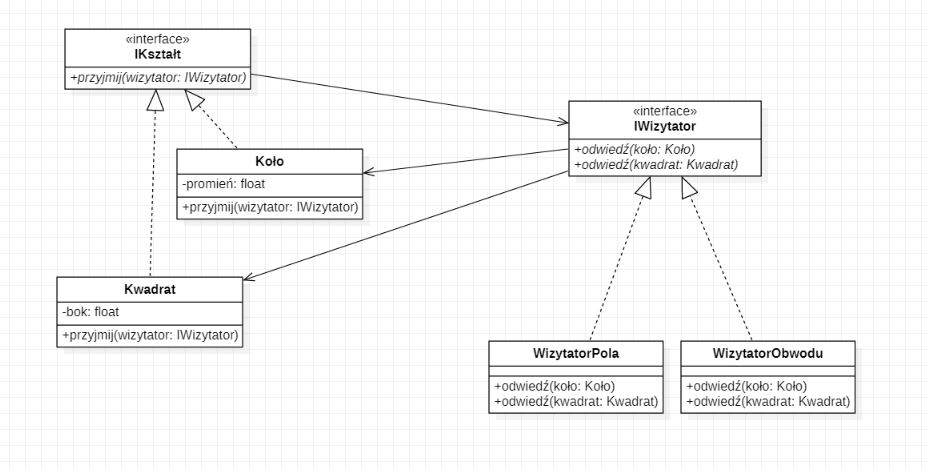 «interface»
IKształt
+przyjmij(wizytator: IWizytator)
«interface»
IWizytator
+odwiedź(koło: Koło)
+odwiedź(kwadrat: Kwadrat)
Koło
-promień: float
+przyjmij(wizytator: IWizytator)
Kwadrat
-bok: float
+przyjmij(wizytator: IWizytator)
WizytatorPola
+odwiedź(koło: Koło)
+odwiedź(kwadrat: Kwadrat)
WizytatorObwodu
+odwiedź(koło: Koło)
+odwiedź(kwadrat: Kwadrat)